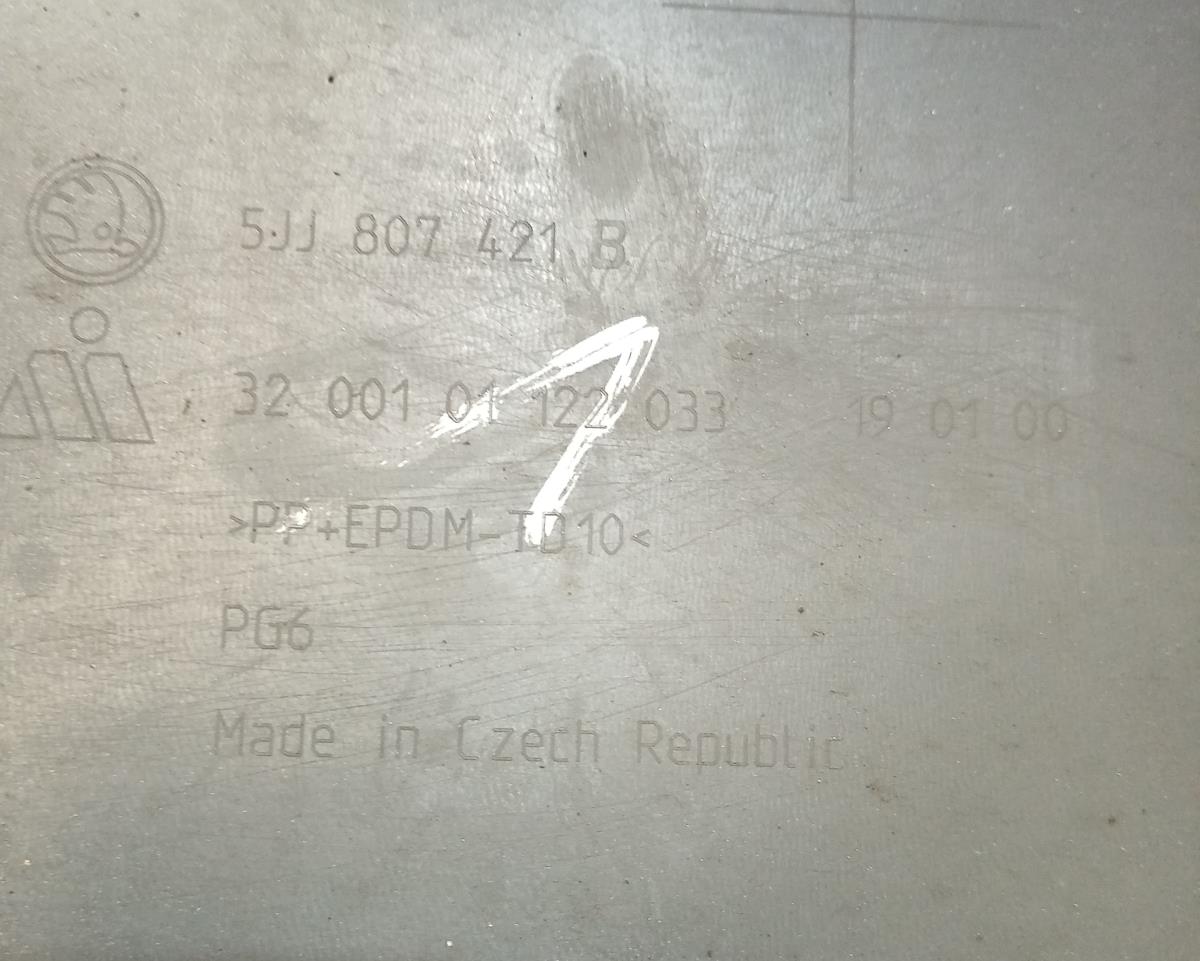 5JJ 807 421 B
32 001 01 122 033 19 01 00
>PP+EPDM-TD10<
PG6
Made in Czech Republic